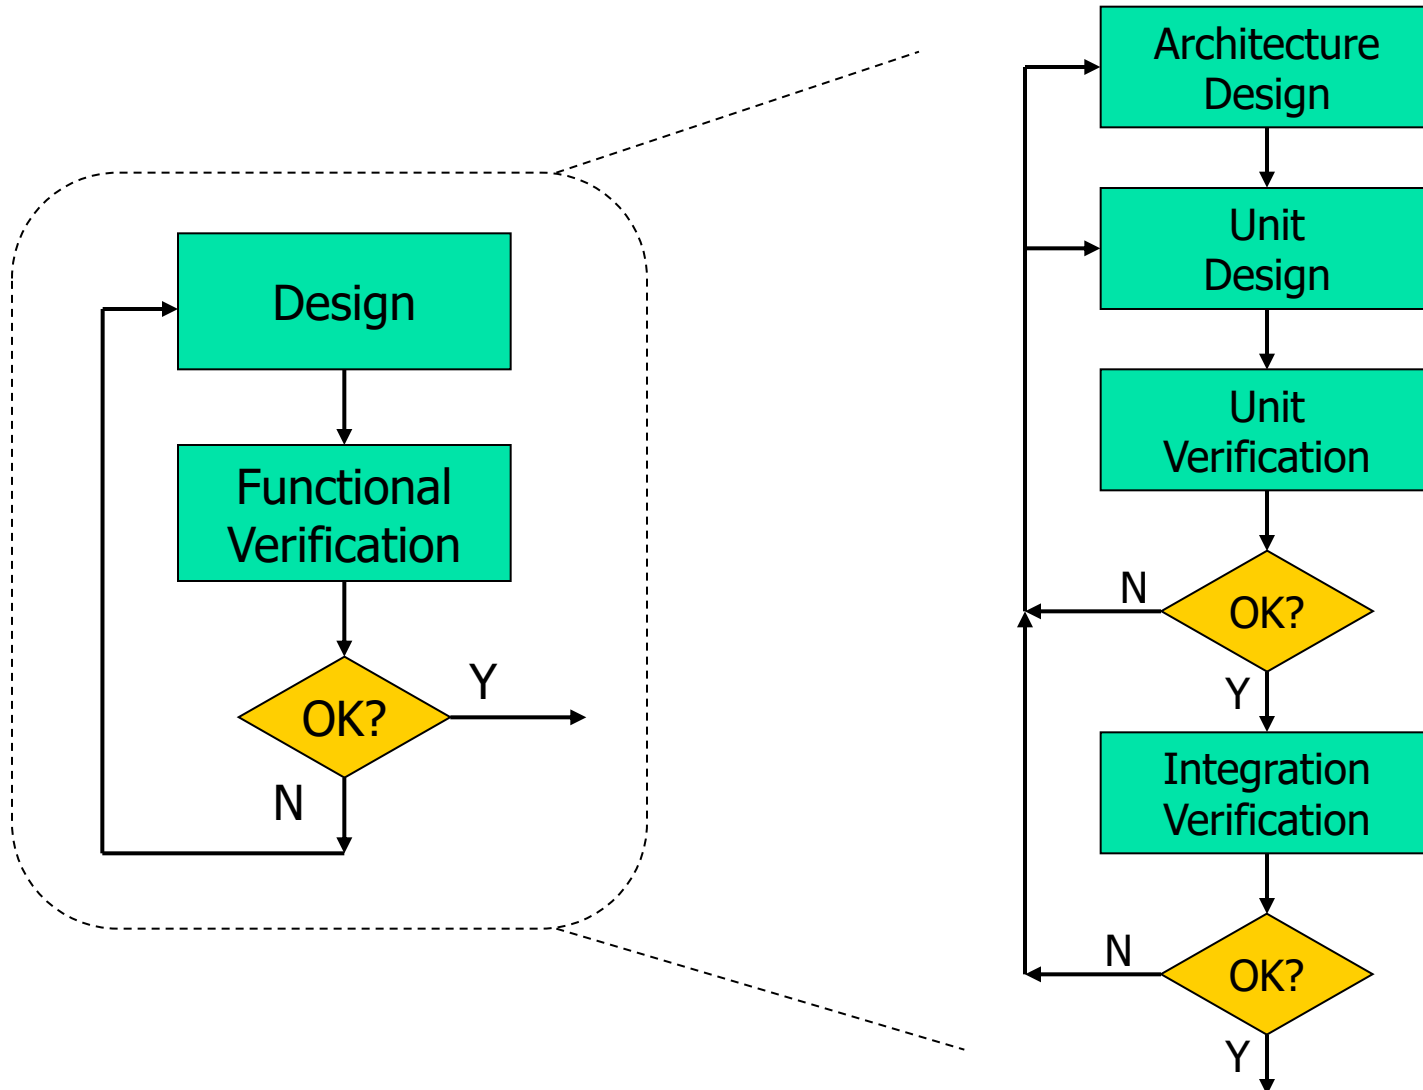 Design
Functional
Verification
OK?
Y
N
Architecture
Design
Unit
Design
Unit
Verification
N
OK?
Y
Integration
Verification
N
OK?
Y